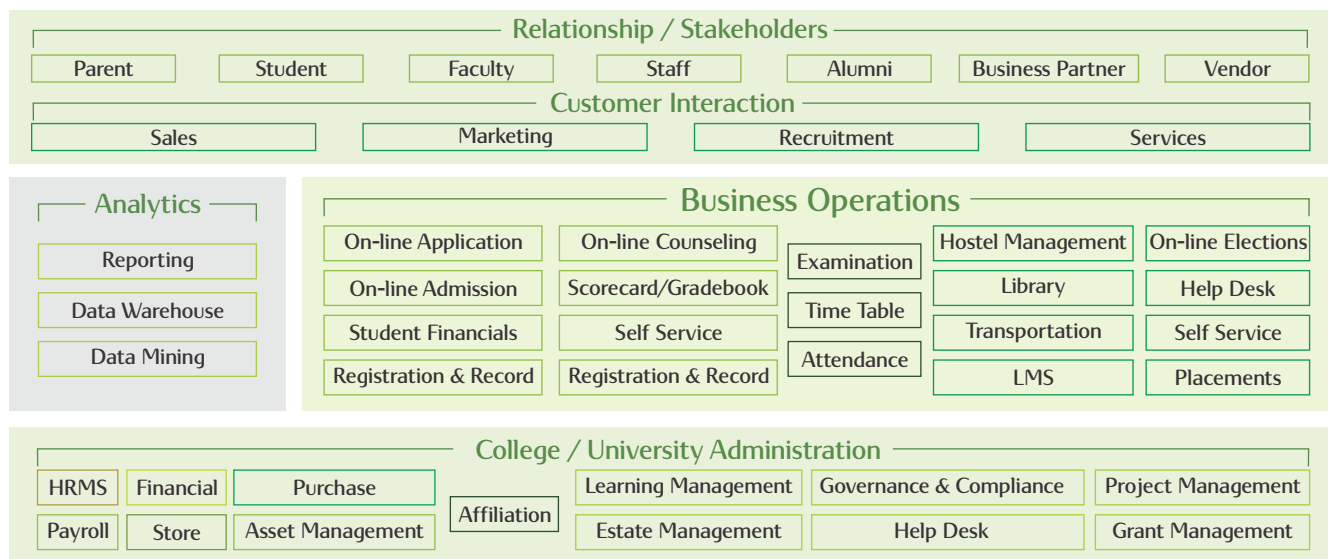 Relationship / Stakeholders
Parent Student Faculty Staff Alumni Business Partner Vendor
Customer Interaction
Sales Marketing Recruitment Services
Analytics
Reporting
Data Warehouse
Data Mining
Business Operations
On-line Application On-line Counseling
On-line Admission Scorecard/Gradebook
Student Financials Self Service
Registration & Record Registration & Record
Examination
Time Table
Attendance
Hostel Management On-line Elections
Library Help Desk
Transportation Self Service
LMS Placements
College / University Administration
HRMS Financial Purchase
Payroll Store Asset Management
Affiliation
Learning Management Governance & Compliance Project Management
Estate Management Help Desk Grant Management